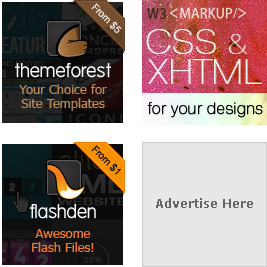 From $5
themeforest
Your Choice for
Site Templates
W3 <MARKUP/>
CSS &
XHTML
for your designs
From $1
flashden
Awesome
Flash Files!
Advertise Here